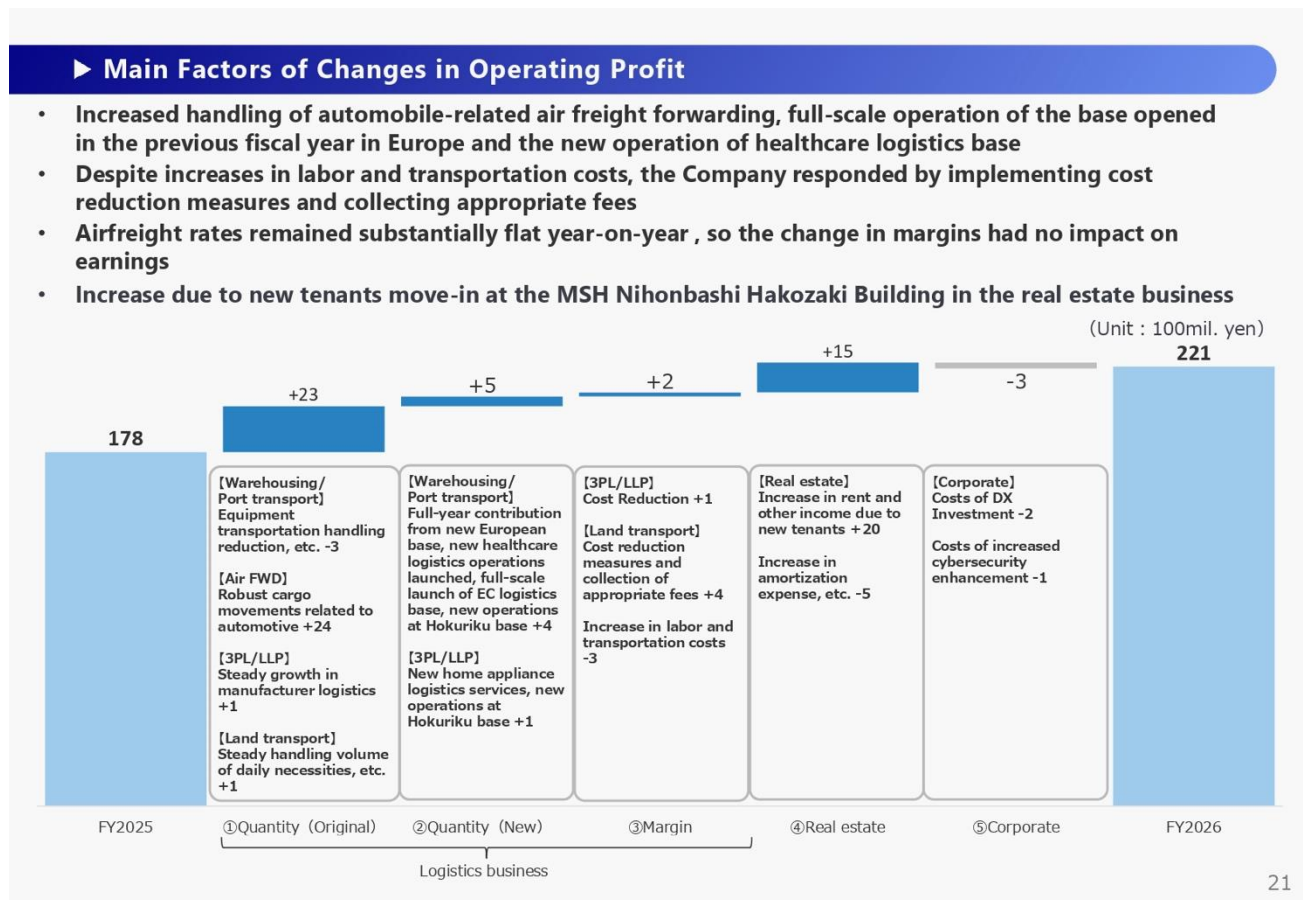 ▶ Main Factors of Changes in Operating Profit
• Increased handling of automobile-related air freight forwarding, full-scale operation of the base opened
in the previous fiscal year in Europe and the new operation of healthcare logistics base
• Despite increases in labor and transportation costs, the Company responded by implementing cost
reduction measures and collecting appropriate fees
• Airfreight rates remained substantially flat year-on-year , so the change in margins had no impact on
earnings
• Increase due to new tenants move-in at the MSH Nihonbashi Hakozaki Building in the real estate business
(Unit : 100mil. yen)
178
+23
+5
+2
+15
-3
221
【Warehousing/
Port transport】
Equipment
transportation handling
reduction, etc. -3
【Air FWD】
Robust cargo
movements related to
automotive +24
【3PL/LLP】
Steady growth in
manufacturer logistics
+1
【Land transport】
Steady handling volume
of daily necessities, etc.
+1
【Warehousing/
Port transport】
Full-year contribution
from new European
base, new healthcare
logistics operations
launched, full-scale
launch of EC logistics
base, new operations
at Hokuriku base +4
【3PL/LLP】
New home appliance
logistics services, new
operations at
Hokuriku base +1
【3PL/LLP】
Cost Reduction +1
【Land transport】
Cost reduction
measures and
collection of
appropriate fees +4
Increase in labor and
transportation costs
-3
【Real estate】
Increase in rent and
other income due to
new tenants +20
Increase in
amortization
expense, etc. -5
【Corporate】
Costs of DX
Investment -2
Costs of increased
cybersecurity
enhancement -1
FY2025
①Quantity (Original)
②Quantity (New)
③Margin
④Real estate
⑤Corporate
FY2026
Logistics business
21